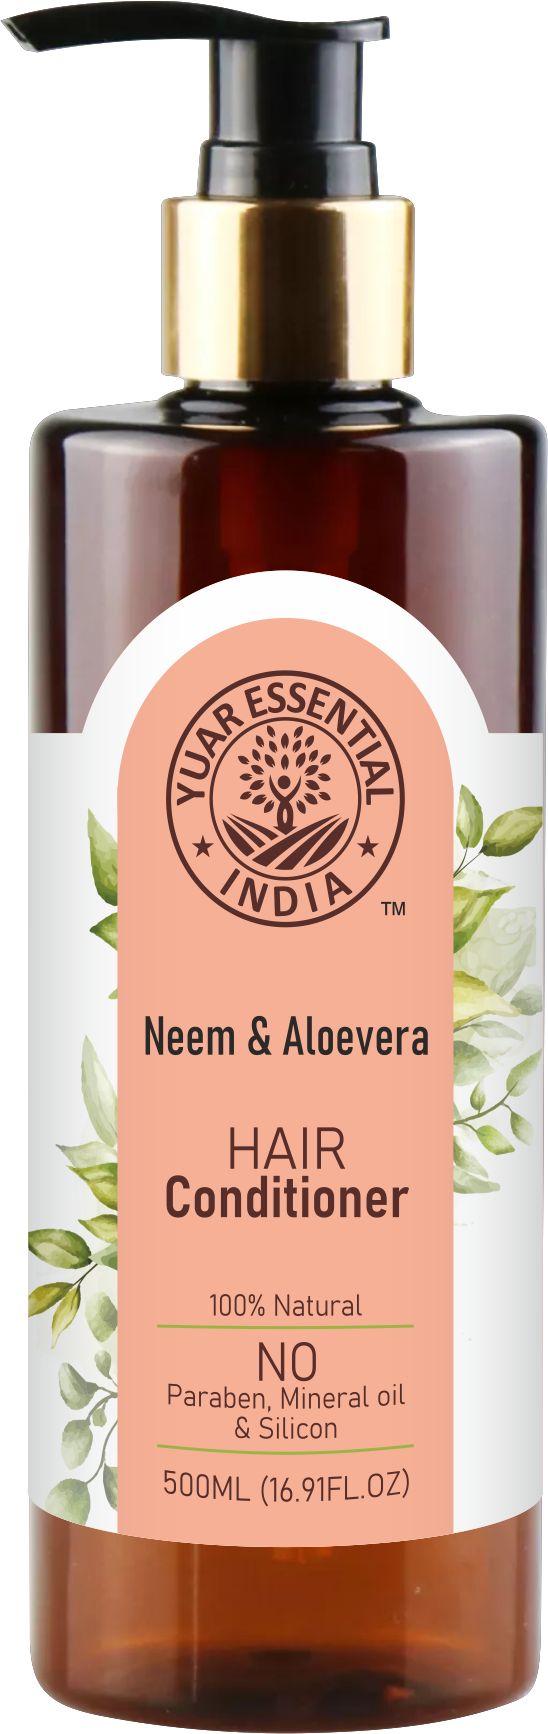 YUAR ESSENTIAL
INDIA
TM
Neem & Aloevera
HAIR
Conditioner
100% Natural
NO
Paraben, Mineral oil
& Silicon
500ML (16.91FL.OZ)